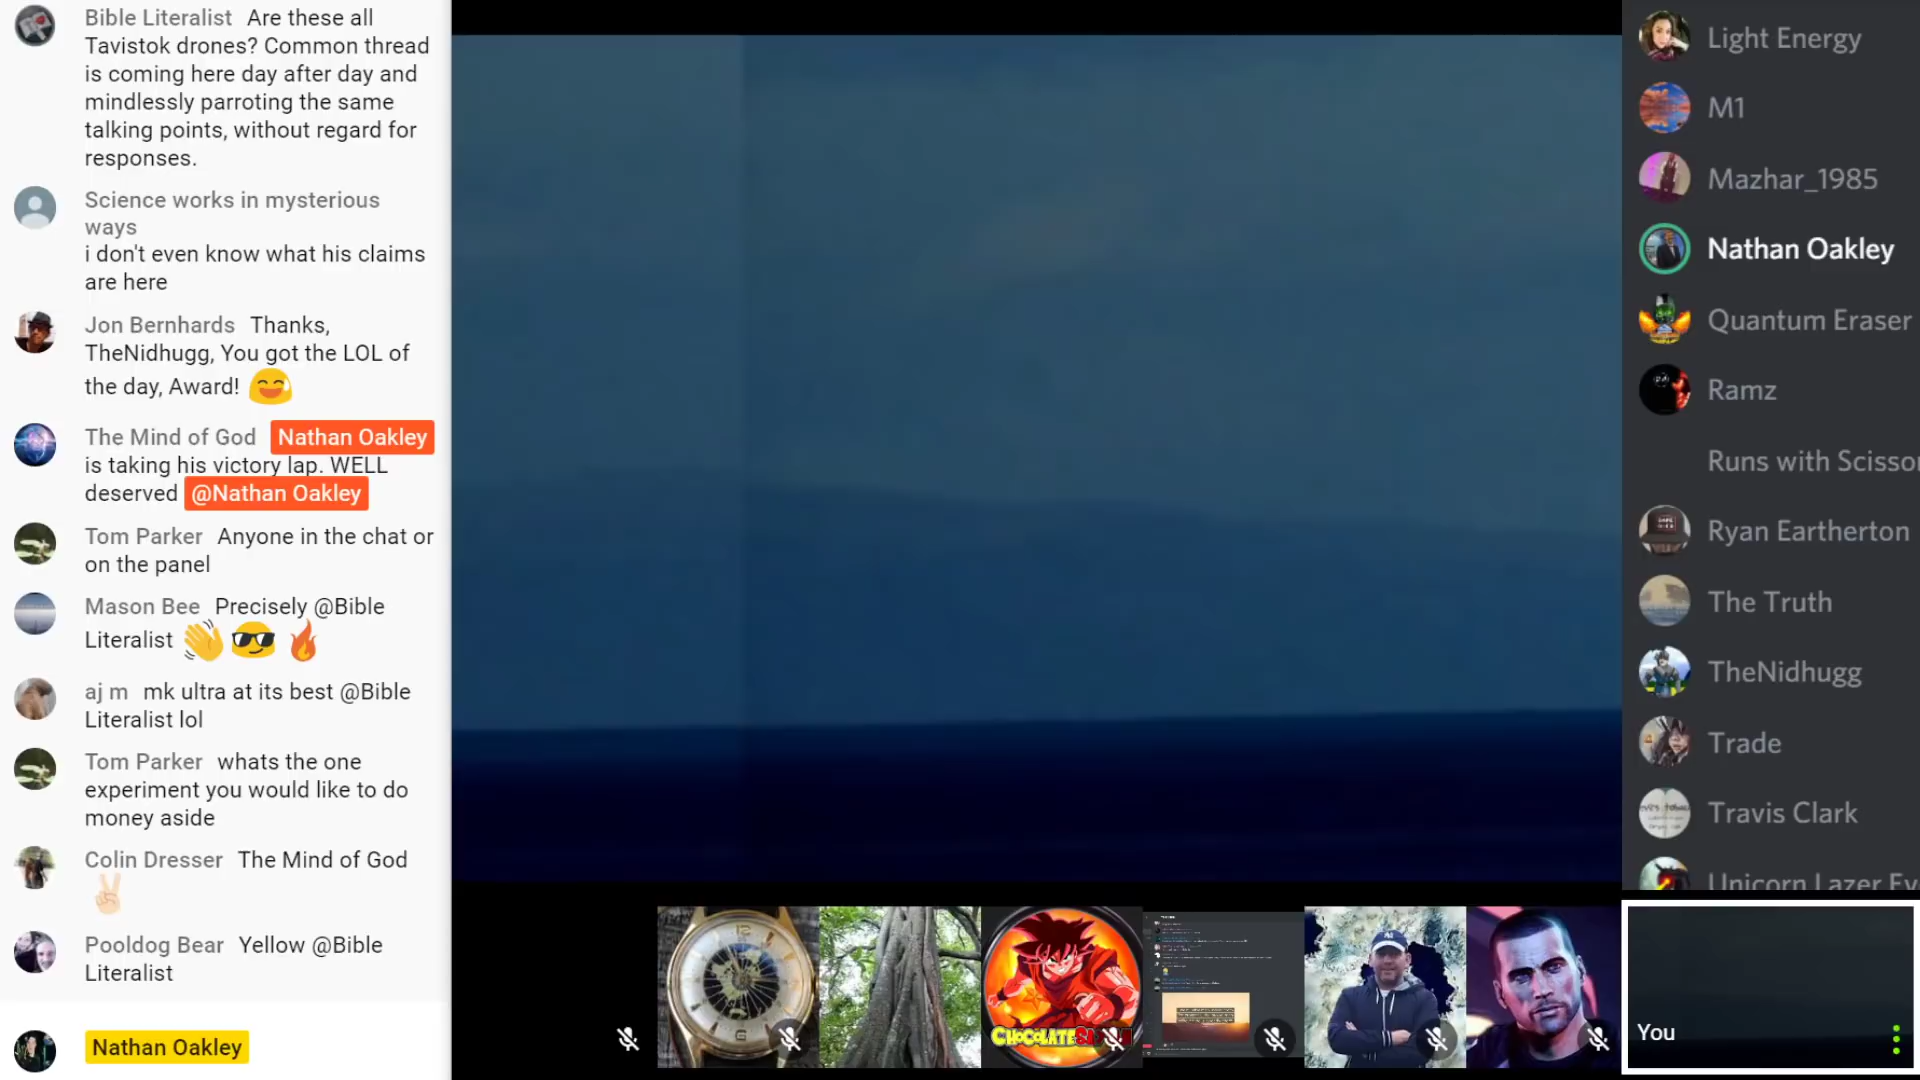 Bible Literalist Are these all
Tavistok drones? Common thread
is coming here day after day and
mindlessly parroting the same
talking points, without regard for
responses.
Science works in mysterious
ways
i don't even know what his claims
are here
Jon Bernhards Thanks,
TheNidhugg, You got the LOL of
the day, Award!
The Mind of God Nathan Oakley
is taking his victory lap. WELL
deserved @Nathan Oakley
Tom Parker Anyone in the chat or
on the panel
Mason Bee Precisely @Bible
Literalist
aj m mk ultra at its best @Bible
Literalist lol
Tom Parker whats the one
experiment you would like to do
money aside
Colin Dresser The Mind of God
Pooldog Bear Yellow @Bible
Literalist
Nathan Oakley
Light Energy
M1
Mazhar_1985
Nathan Oakley
Quantum Eraser
Ramz
Runs with Scissor
Ryan Eartherton
The Truth
TheNidhugg
Trade
Travis Clark
Unicorn Lazer Ey
You